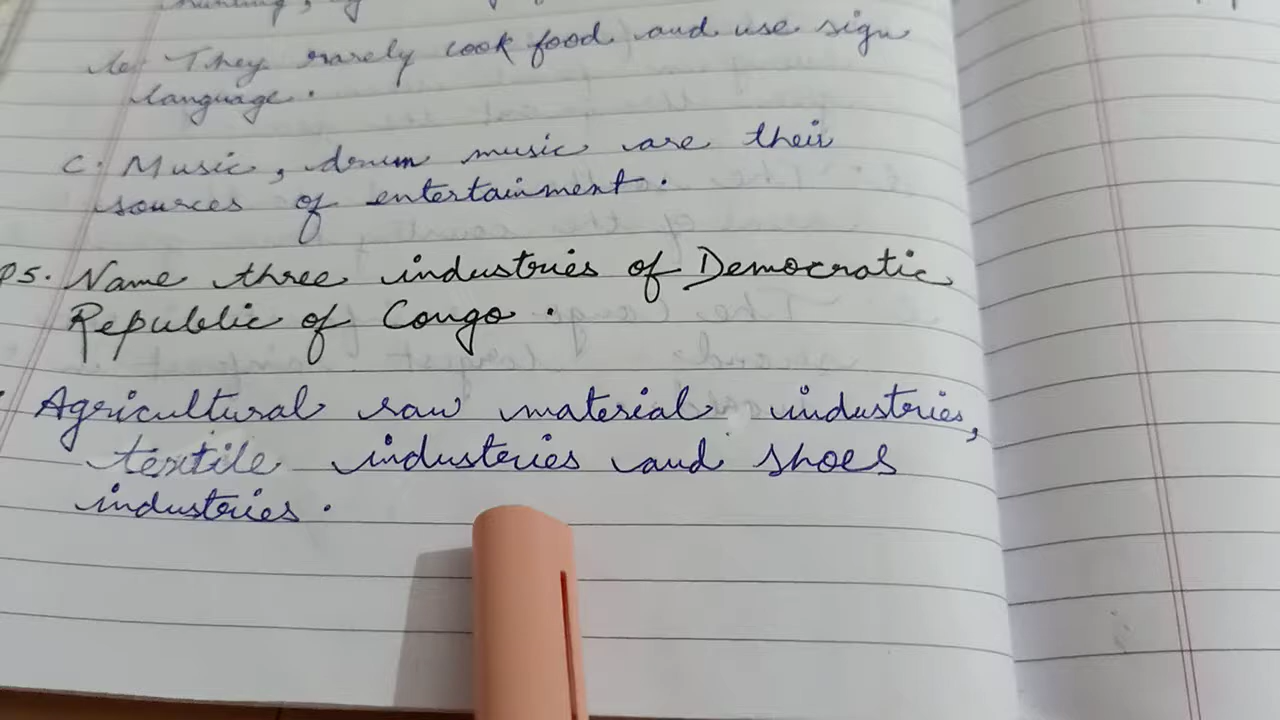 b. They rarely cook food and use sign
language.
C. Music, drum music are their
sources of entertainment.
Q5. Name three industries of Democratic
Republic of Congo.
Agricultural raw material industries,
textile industries and shoes
industries.